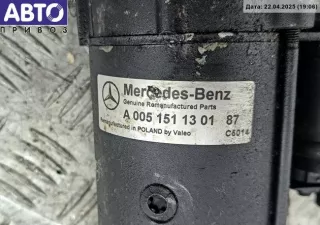 АВТО
ПРИВОЗ
Дата: 22.04.2025 (19:06)
Mercedes-Benz
Genuine Remanufactured Parts
A 005 151 13 01 87
Remanufactured in POLAND by Valeo
C5014